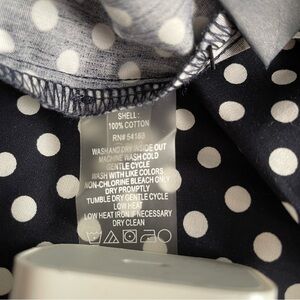 SHELL:
100% COTTON
RN# 54163
WASH AND DRY INSIDE OUT
MACHINE WASH COLD
GENTLE CYCLE
WASH WITH LIKE COLORS
NON-CHLORINE BLEACH ONLY
DRY PROMPTLY
TUMBLE DRY GENTLE CYCLE
LOW HEAT
LOW HEAT IRON IF NECESSARY
DRY CLEAN